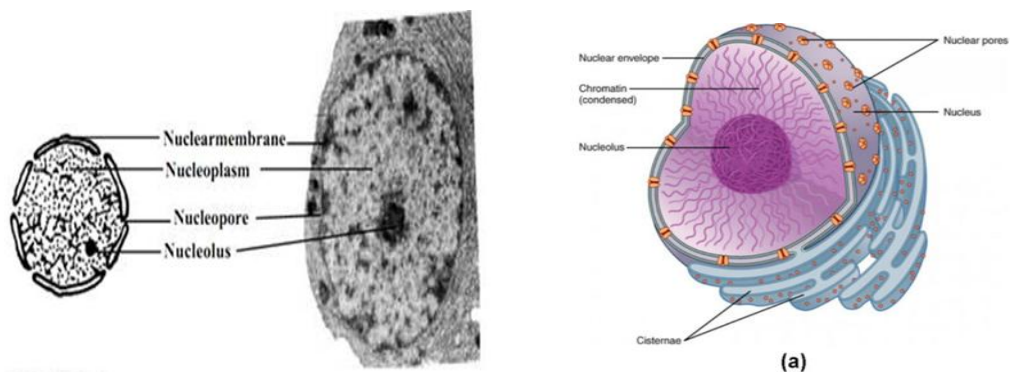 Nuclearmembrane
Nucleoplasm
Nucleopore
Nucleolus
Nuclear envelope
Chromatin
(condensed)
Nucleolus
Nuclear pores
Nucleus
Cisternae
(a)